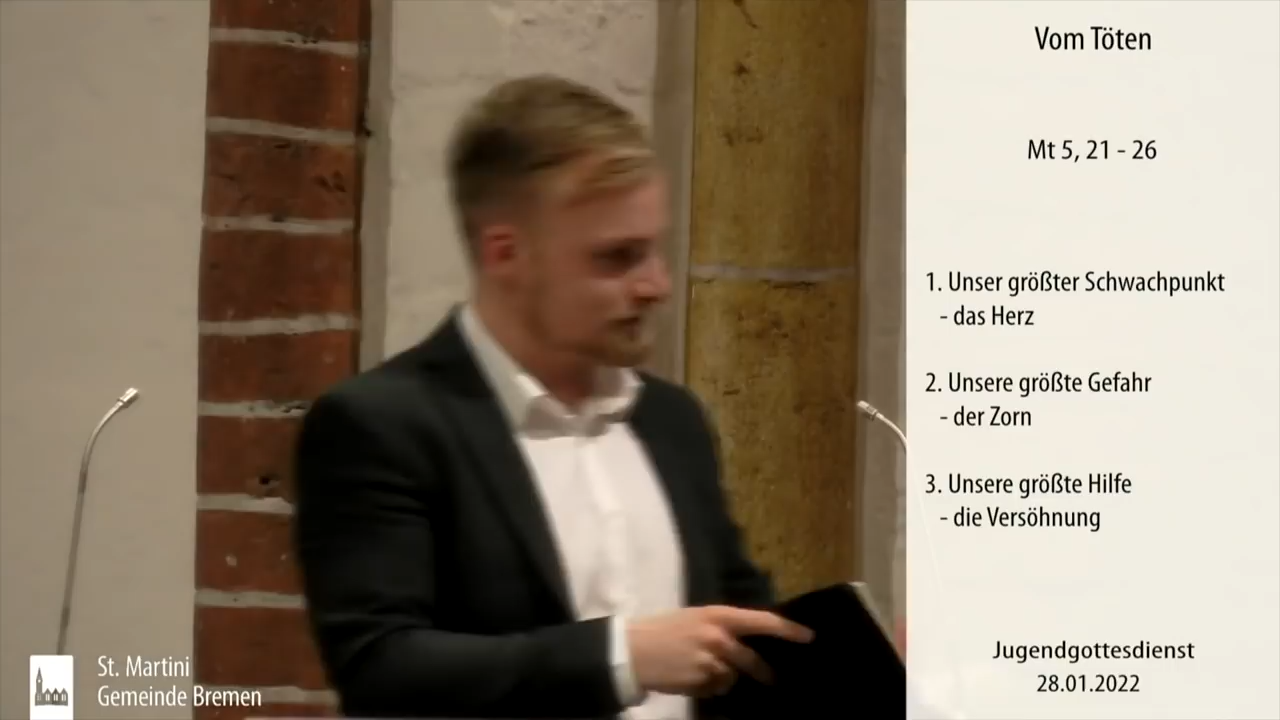 Vom Töten
Mt 5, 21 - 26
1. Unser größter Schwachpunkt
- das Herz
2. Unsere größte Gefahr
- der Zorn
3. Unsere größte Hilfe
- die Versöhnung
Jugendgottesdienst
28.01.2022
St. Martini
Gemeinde Bremen